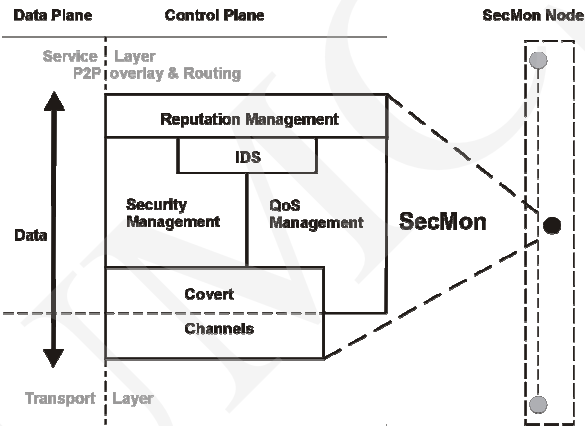 Data Plane Control Plane SecMon Node
Service Layer
P2P overlay & Routing
Reputation Management
IDS
Security
Management
QoS
Management
SecMon
Data
Covert
Channels
Transport Layer